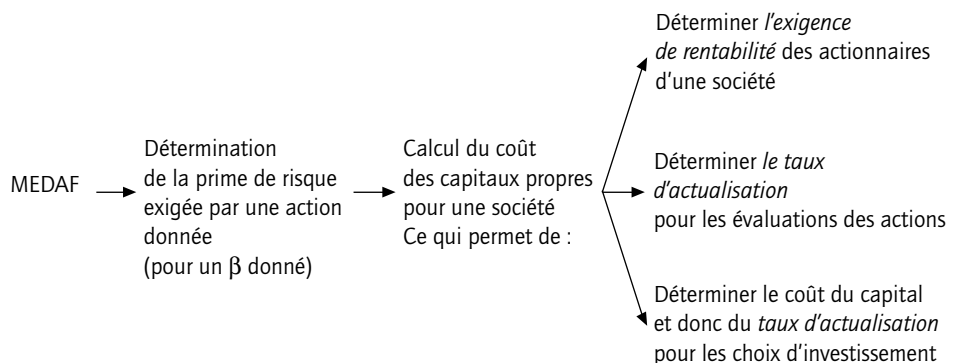 MEDAF
Détermination
de la prime de risque
exigée par une action
donnée
(pour un β donné)
Calcul du coût
des capitaux propres
pour une société
Ce qui permet de :
Déterminer l'exigence
de rentabilité des actionnaires
d'une société
Déterminer le taux
d'actualisation
pour les évaluations des actions
Déterminer le coût du capital
et donc du taux d'actualisation
pour les choix d'investissement